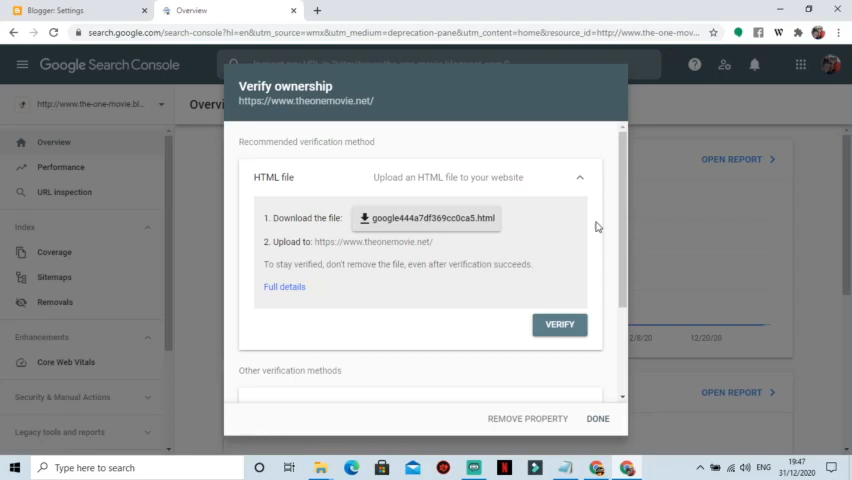 Blogger: Settings
Overview
search.google.com/search-console?hl=en&utm_source=wmx&utm_medium=deprecation-pane&utm_content=home&resource_id=http://www.the-one-mov...
Google Search Console
Verify ownership
https://www.theonemovie.net/
http://www.the-one-movie.bl...
Overview
Recommended verification method
Overview
HTML file
Upload an HTML file to your website
OPEN REPORT
Performance
URL inspection
1. Download the file:
google444a7df369cc0ca5.html
Index
2. Upload to: https://www.theonemovie.net/
Coverage
To stay verified, don't remove the file, even after verification succeeds.
Sitemaps
Full details
Removals
VERIFY
Enhancements
12/8/20
12/20/20
Core Web Vitals
Other verification methods
Security & Manual Actions
OPEN REPORT
REMOVE PROPERTY
DONE
Legacy tools and reports
Type here to search
ENG
19:47
31/12/2020